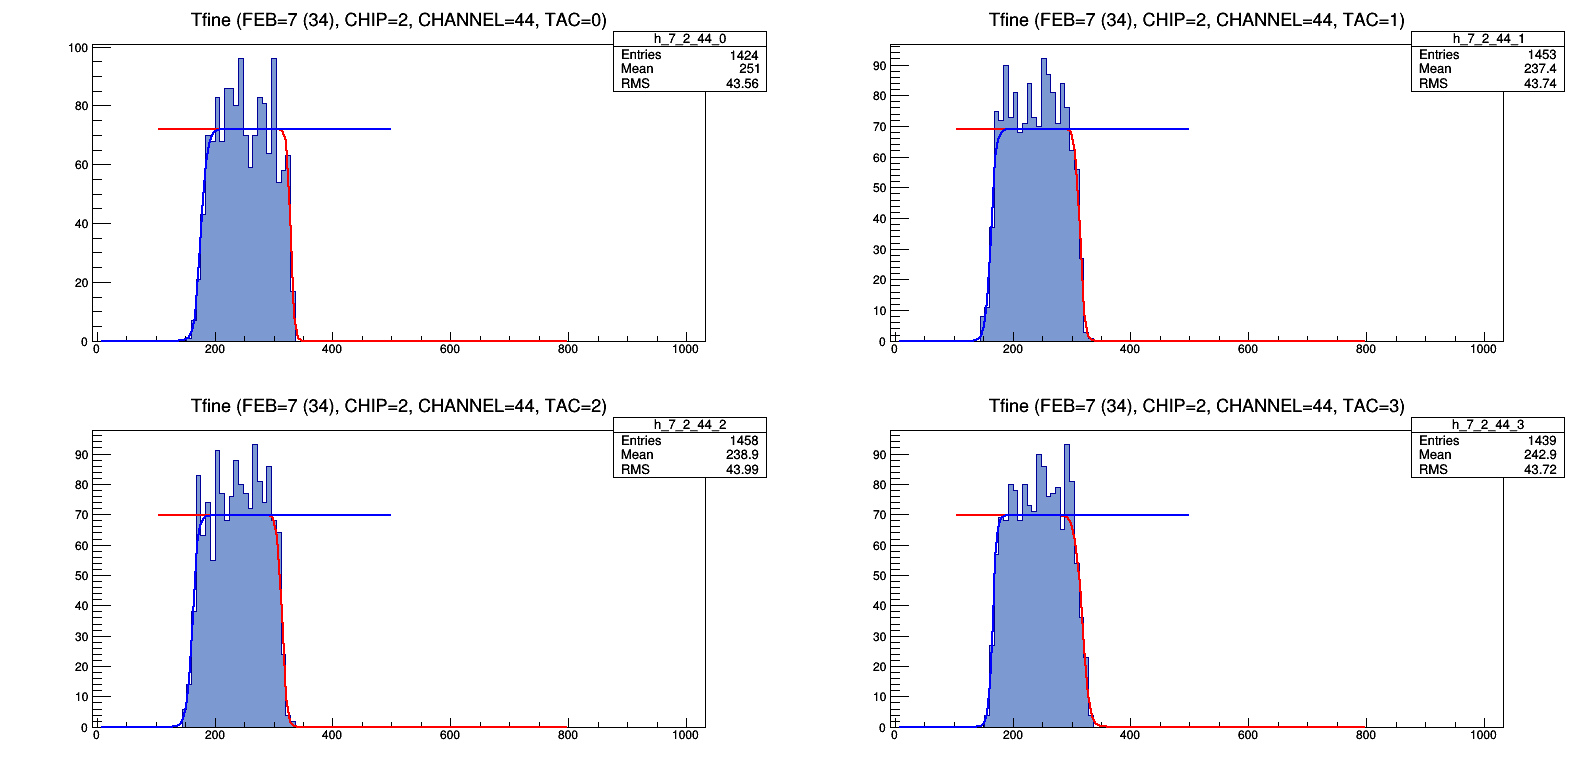 Tfine (FEB=7 (34), CHIP=2, CHANNEL=44, TAC=0)
h_7_2_44_0
Entries 1424
Mean 251
RMS 43.56
100
80
60
40
20
0
0 200 400 600 800 1000
Tfine (FEB=7 (34), CHIP=2, CHANNEL=44, TAC=1)
h_7_2_44_1
Entries 1453
Mean 237.4
RMS 43.74
90
80
70
60
50
40
30
20
10
0
0 200 400 600 800 1000
Tfine (FEB=7 (34), CHIP=2, CHANNEL=44, TAC=2)
h_7_2_44_2
Entries 1458
Mean 238.9
RMS 43.99
90
80
70
60
50
40
30
20
10
0
0 200 400 600 800 1000
Tfine (FEB=7 (34), CHIP=2, CHANNEL=44, TAC=3)
h_7_2_44_3
Entries 1439
Mean 242.9
RMS 43.72
90
80
70
60
50
40
30
20
10
0
0 200 400 600 800 1000